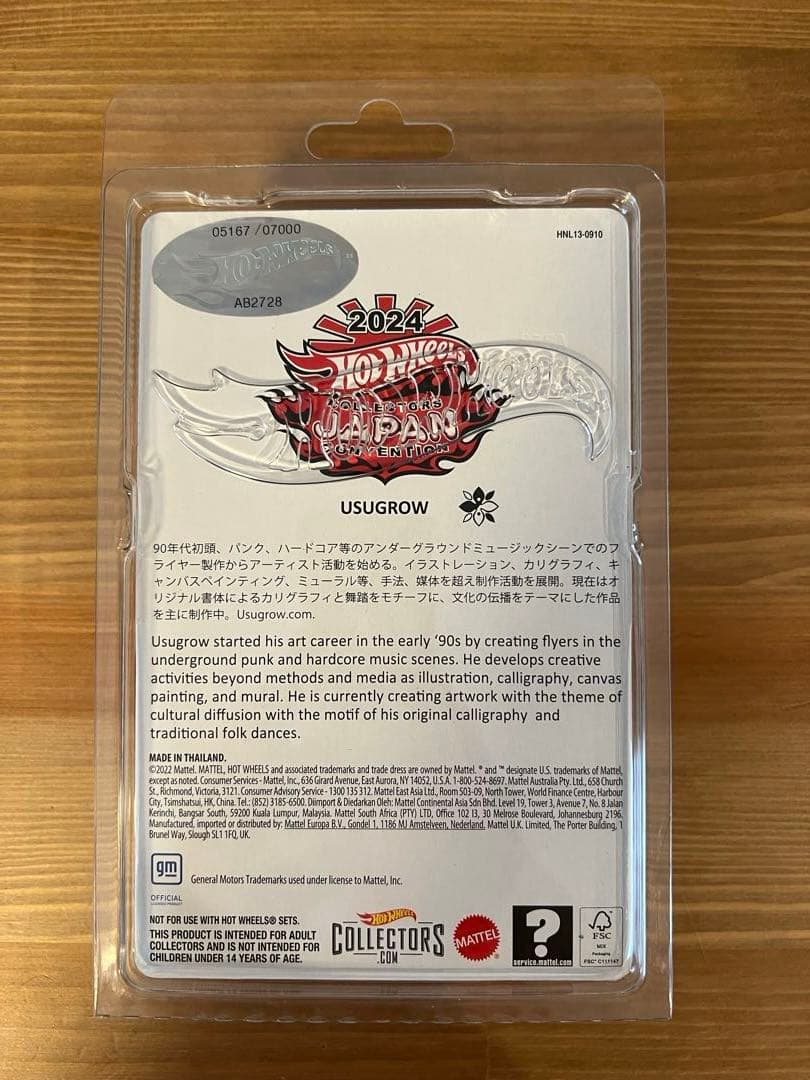 05167 / 07000
HOT WHEELS
AB2728
HNL13-0910
2024
HOT WHEELS
COLLECTORS
JAPAN
CONVENTION
USUGROW
90年代初頭、パンク、ハードコア等のアンダーグラウンドミュージックシーンでのフ
ライヤー製作からアーティスト活動を始める。イラストレーション、カリグラフィ、キ
ャンバスペインティング、ミューラル等、手法、媒体を超え制作活動を展開。現在はオ
リジナル書体によるカリグラフィと舞踏をモチーフに、文化の伝播をテーマにした作品
を主に制作中。Usugrow.com.
Usugrow started his art career in the early ‘90s by creating flyers in the
underground punk and hardcore music scenes. He develops creative
activities beyond methods and media as illustration, calligraphy, canvas
painting, and mural. He is currently creating artwork with the theme of
cultural diffusion with the motif of his original calligraphy and
traditional folk dances.
MADE IN THAILAND.
©2022 Mattel. MATTEL, HOT WHEELS and associated trademarks and trade dress are owned by Mattel. ® and ™ designate U.S. trademarks of Mattel,
except as noted. Consumer Services - Mattel, Inc., 636 Girard Avenue, East Aurora, NY 14052, U.S.A. 1-800-524-8697. Mattel Australia Pty. Ltd., 658 Church
St., Richmond, Victoria, 3121. Consumer Advisory Service - 1300 135 312. Mattel East Asia Ltd., Room 503-09, North Tower, World Finance Centre, Harbour
City, Tsimshatsui, HK, China. Tel.: (852) 3185-6500. Diimport & Diedarkan Oleh: Mattel Continental Asia Sdn Bhd. Level 19, Tower 3, Avenue 7, No. 8 Jalan
Kerinchi, Bangsar South, 59200 Kuala Lumpur, Malaysia. Mattel South Africa (PTY) LTD, Office 102 I3, 30 Melrose Boulevard, Johannesburg 2196.
Manufactured, imported or distributed by: Mattel Europa B.V., Gondel 1, 1186 MJ Amstelveen, Nederland. Mattel U.K. Limited, The Porter Building, 1
Brunel Way, Slough SL1 1FQ, UK.
gm
OFFICIAL
LICENSED PRODUCT
General Motors Trademarks used under license to Mattel, Inc.
NOT FOR USE WITH HOT WHEELS® SETS.
THIS PRODUCT IS INTENDED FOR ADULT
COLLECTORS AND IS NOT INTENDED FOR
CHILDREN UNDER 14 YEARS OF AGE.
HOT WHEELS
COLLECTORS
.COM
MATTEL
?
service.mattel.com
FSC
MIX
Packaging
FSC® C111147